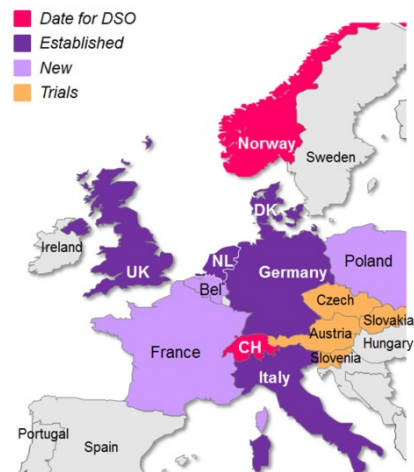 Date for DSO
Established
New
Trials
Norway
Sweden
Ireland
DK
UK
NL
Bel
Germany
Poland
Czech
Slovakia
Austria
Hungary
Slovenia
France
CH
Italy
Portugal
Spain